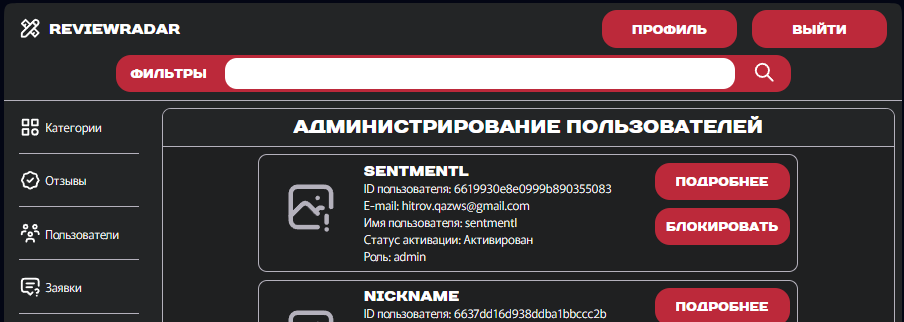 REVIEWRADAR
ПРОФИЛЬ
ВЫЙТИ
ФИЛЬТРЫ
Категории
Отзывы
Пользователи
Заявки
АДМИНИСТРИРОВАНИЕ ПОЛЬЗОВАТЕЛЕЙ
SENTMENTL
ID пользователя: 6619930e8e0999b890355083
E-mail: hitrov.qazws@gmail.com
Имя пользователя: sentmentl
Статус активации: Активирован
Роль: admin
ПОДРОБНЕЕ
БЛОКИРОВАТЬ
NICKNAME
ID пользователя: 6637dd16d938ddba1bbccc2b
ПОДРОБНЕЕ